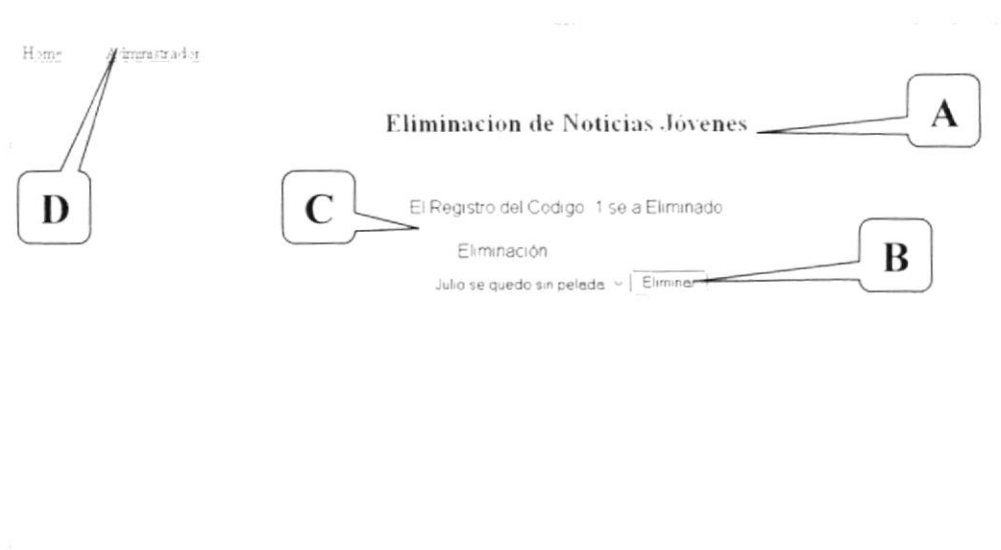 Home Administrador
Eliminacion de Noticias Jóvenes
A
D
C
El Registro del Codigo 1 se a Eliminado
B
Eliminación
Julio se quedo sin pelada Eliminar